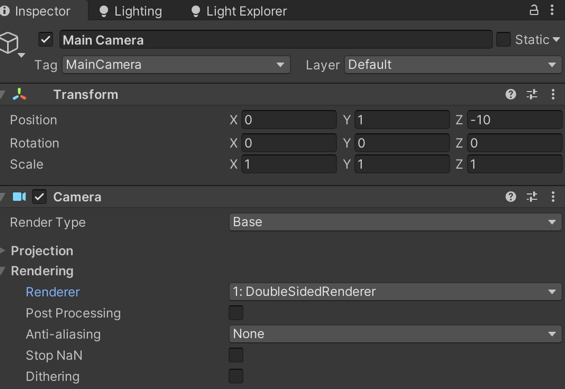 Inspector Lighting Light Explorer
Main Camera Static
Tag MainCamera Layer Default
Transform
Position X 0 Y 1 Z -10
Rotation X 0 Y 0 Z 0
Scale X 1 Y 1 Z 1
Camera
Render Type Base
Projection
Rendering
Renderer 1: DoubleSidedRenderer
Post Processing
Anti-aliasing None
Stop NaN
Dithering